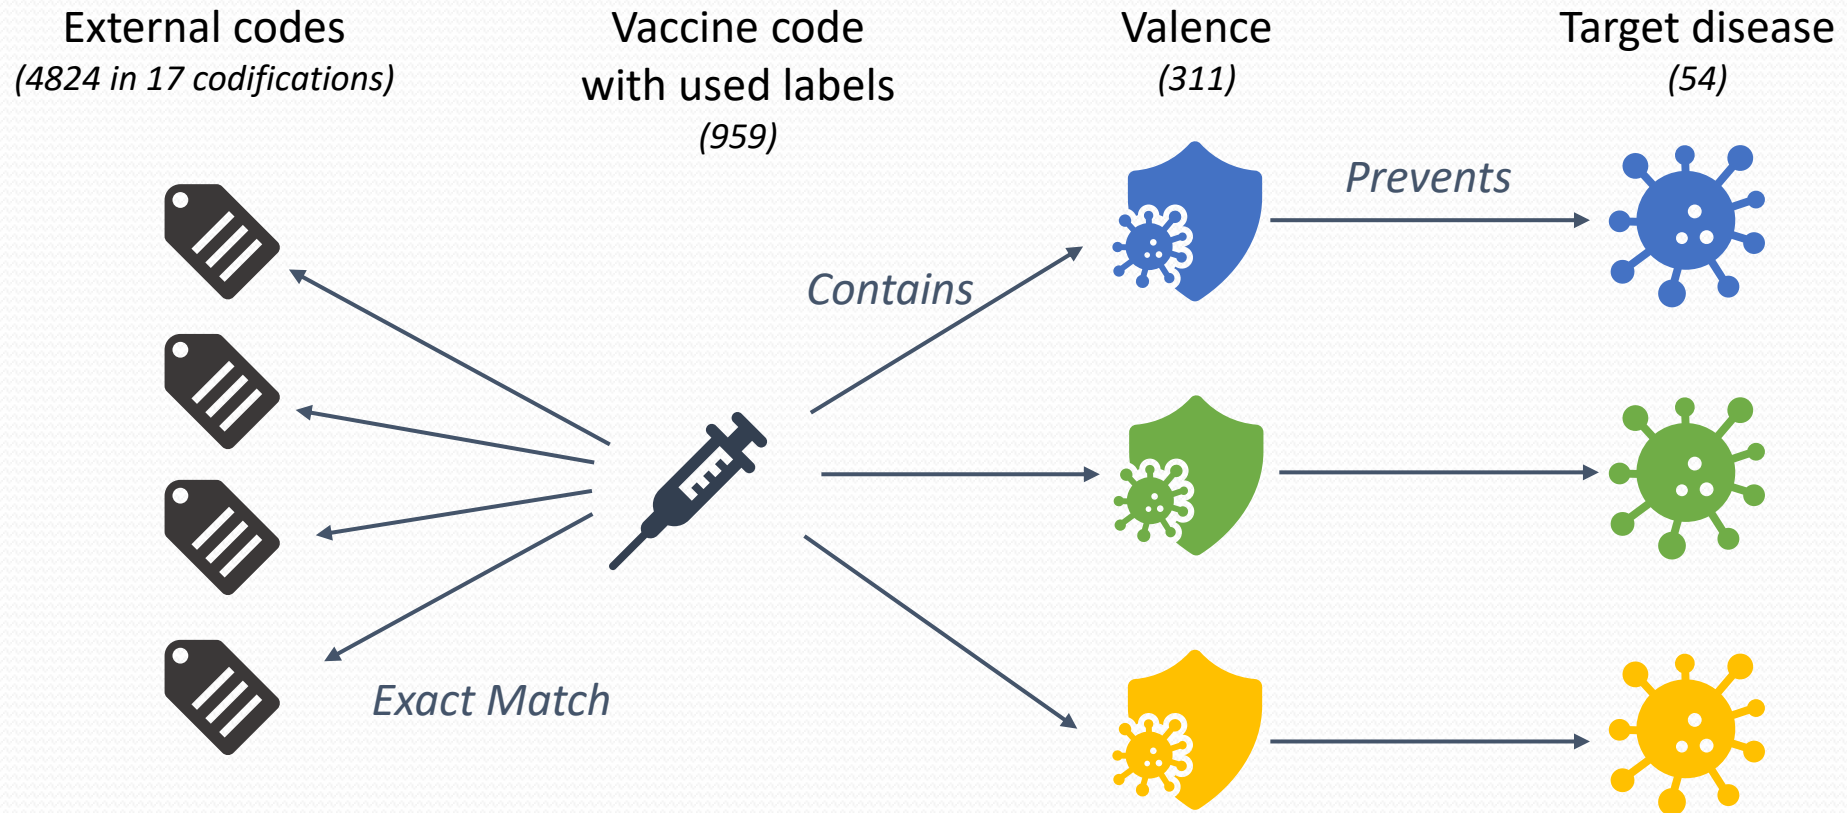 External codes
(4824 in 17 codifications)
Vaccine code
with used labels
(959)
Valence
(311)
Target disease
(54)
Prevents
Contains
Exact Match